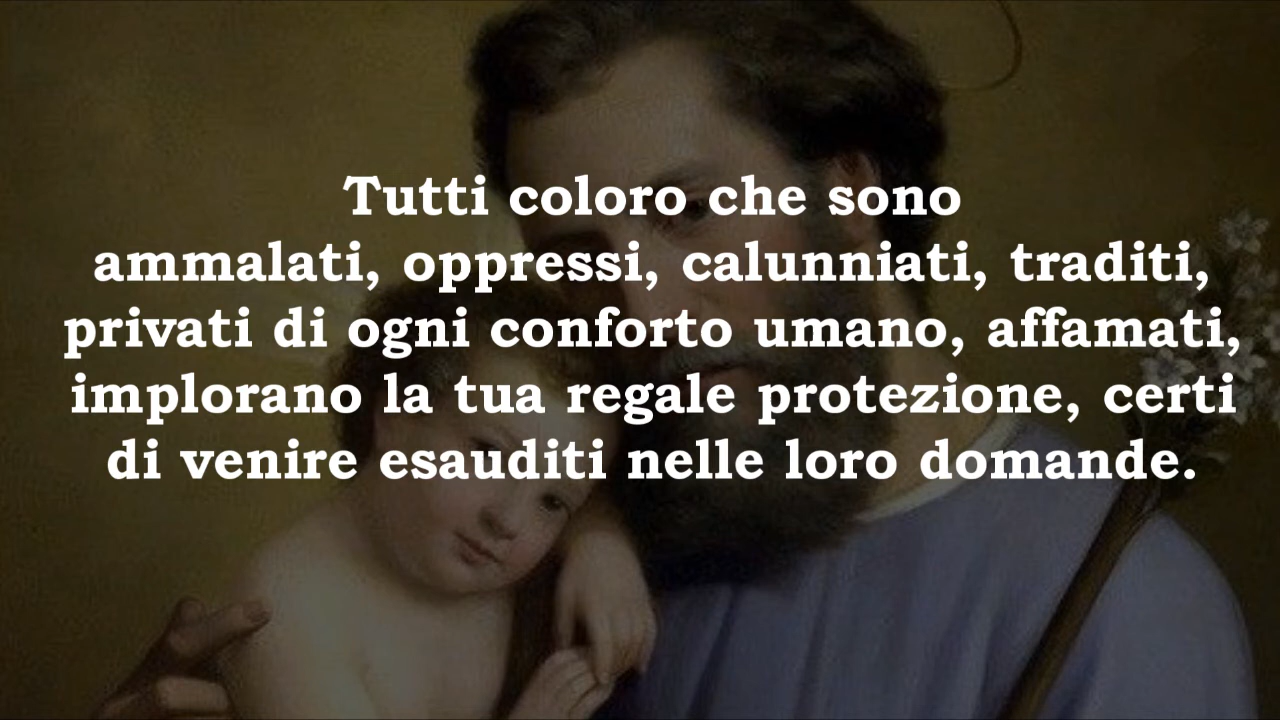 Tutti coloro che sono
ammalati, oppressi, calunniati, traditi,
privati di ogni conforto umano, affamati,
implorano la tua regale protezione, certi
di venire esauditi nelle loro domande.